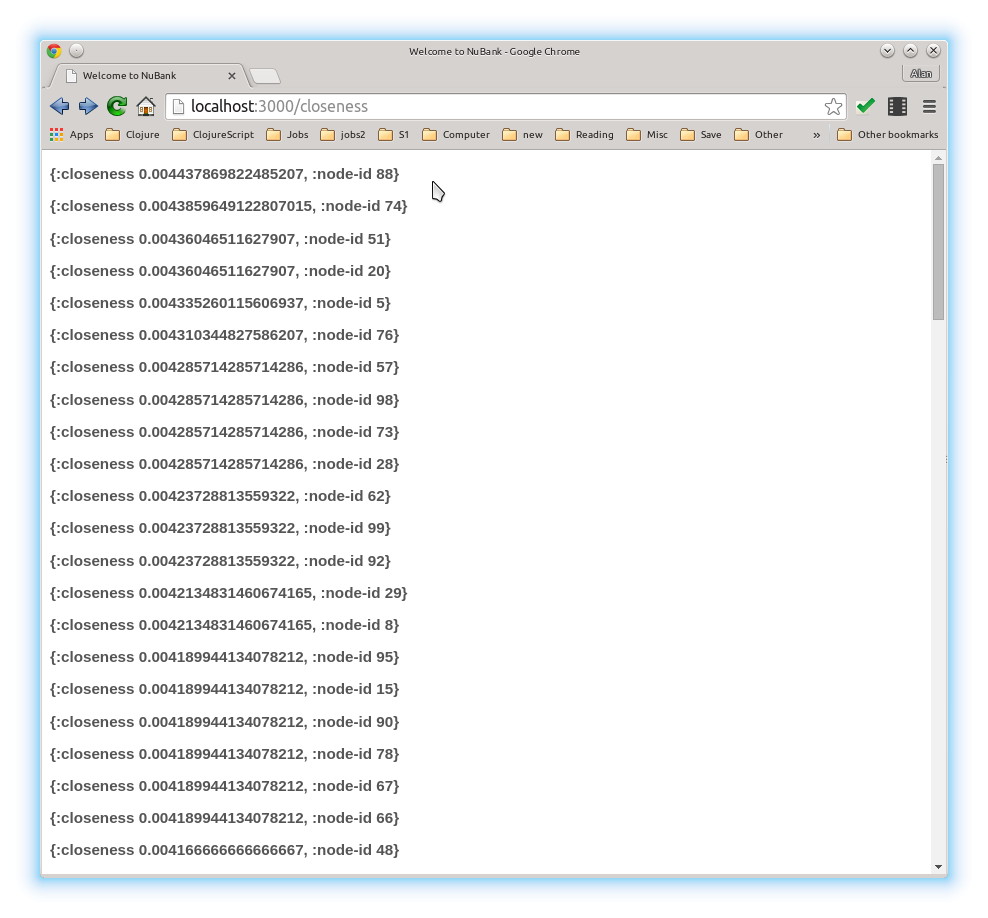 Welcome to NuBank - Google Chrome
Welcome to NuBank
Alan
localhost:3000/closeness
Apps Clojure ClojureScript Jobs jobs2 S1 Computer new Reading Misc Save Other » Other bookmarks
{:closeness 0.004437869822485207, :node-id 88}
{:closeness 0.0043859649122807015, :node-id 74}
{:closeness 0.00436046511627907, :node-id 51}
{:closeness 0.00436046511627907, :node-id 20}
{:closeness 0.004335260115606937, :node-id 5}
{:closeness 0.004310344827586207, :node-id 76}
{:closeness 0.004285714285714286, :node-id 57}
{:closeness 0.004285714285714286, :node-id 98}
{:closeness 0.004285714285714286, :node-id 73}
{:closeness 0.004285714285714286, :node-id 28}
{:closeness 0.00423728813559322, :node-id 62}
{:closeness 0.00423728813559322, :node-id 99}
{:closeness 0.00423728813559322, :node-id 92}
{:closeness 0.0042134831460674165, :node-id 29}
{:closeness 0.0042134831460674165, :node-id 8}
{:closeness 0.004189944134078212, :node-id 95}
{:closeness 0.004189944134078212, :node-id 15}
{:closeness 0.004189944134078212, :node-id 90}
{:closeness 0.004189944134078212, :node-id 78}
{:closeness 0.004189944134078212, :node-id 67}
{:closeness 0.004189944134078212, :node-id 66}
{:closeness 0.004166666666666667, :node-id 48}